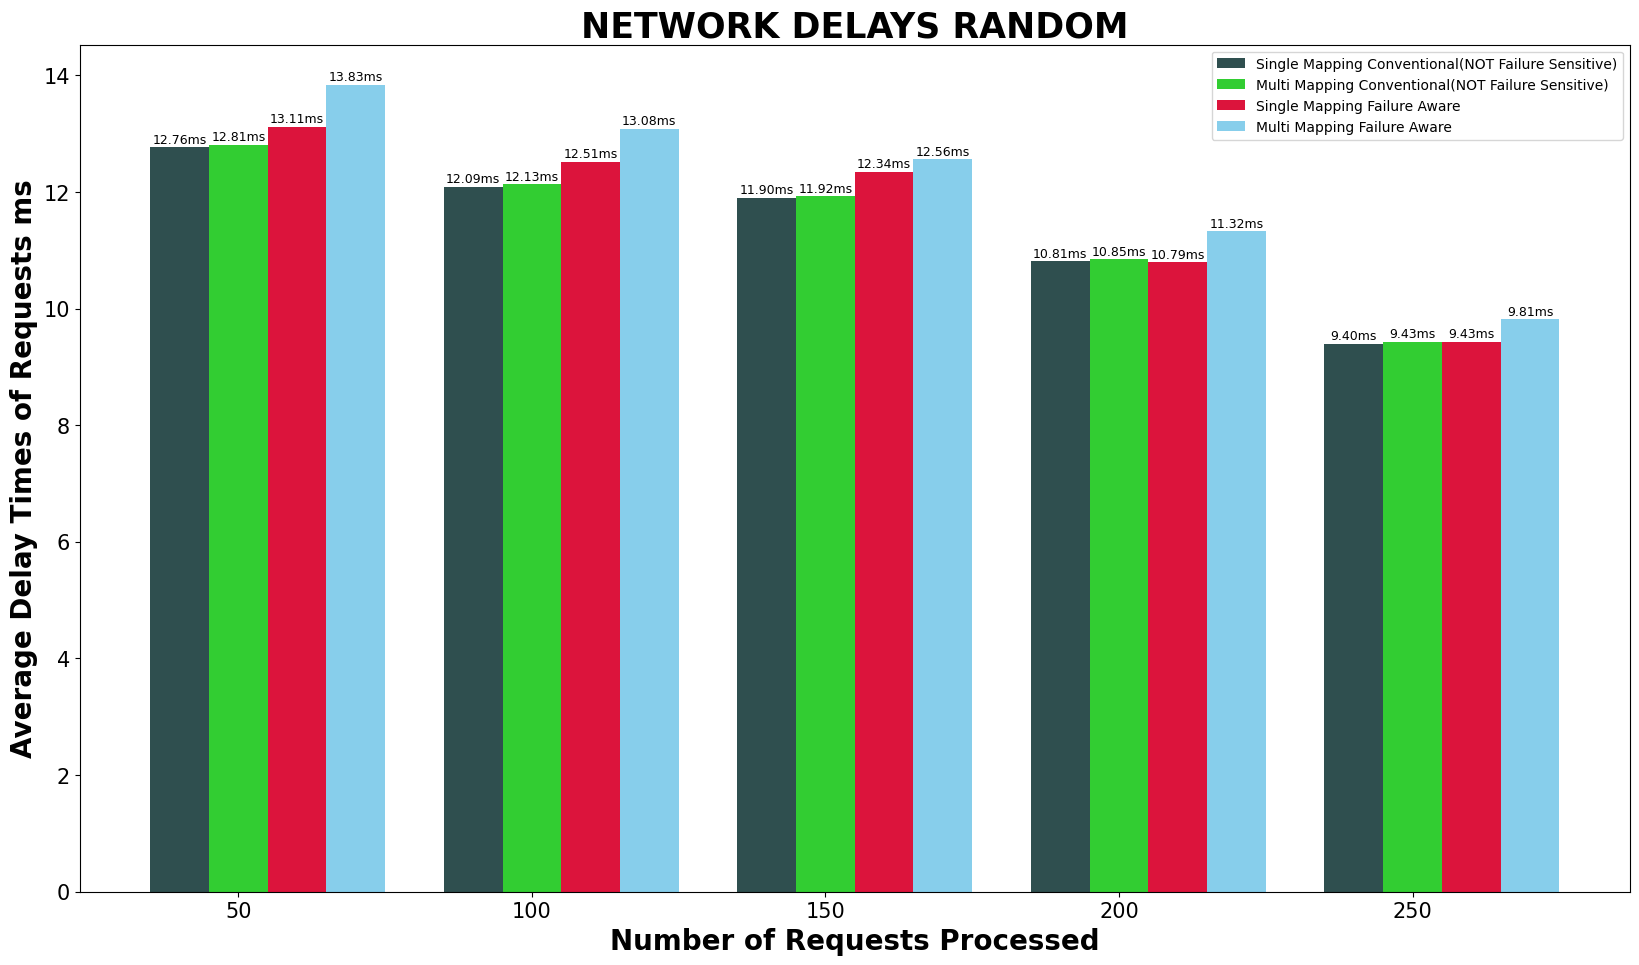 NETWORK DELAYS RANDOM
Single Mapping Conventional(NOT Failure Sensitive)
Multi Mapping Conventional(NOT Failure Sensitive)
Single Mapping Failure Aware
Multi Mapping Failure Aware
Average Delay Times of Requests ms
14
12
10
8
6
4
2
0
12.76ms
12.81ms
13.11ms
13.83ms
12.09ms
12.13ms
12.51ms
13.08ms
11.90ms
11.92ms
12.34ms
12.56ms
10.81ms
10.85ms
10.79ms
11.32ms
9.40ms
9.43ms
9.43ms
9.81ms
50
100
150
200
250
Number of Requests Processed